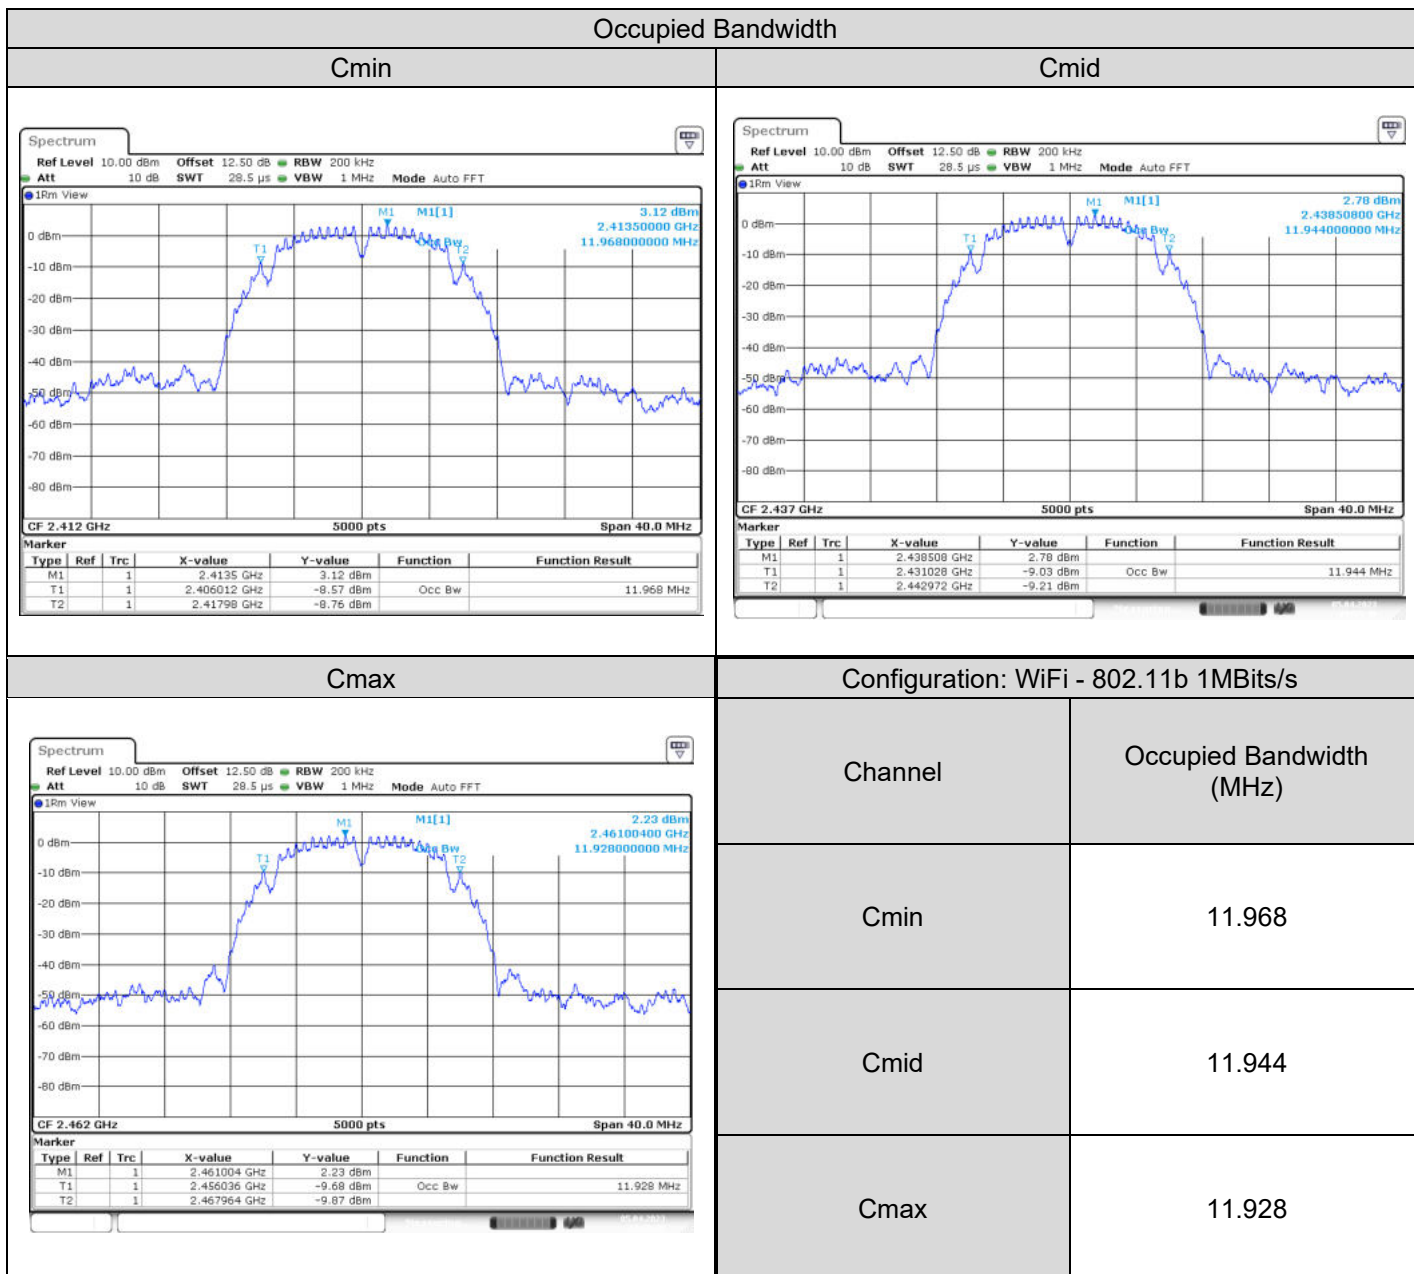 Occupied Bandwidth
Cmin Cmid
Spectrum
Ref Level 10.00 dBm Offset 12.50 dB RBW 200 kHz
Att 10 dB SWT 28.5 µs VBW 1 MHz Mode Auto FFT
1Rm View
M1 M1[1] 3.12 dBm
2.41350000 GHz
T1 Occ Bw 11.968000000 MHz
T2
0 dBm
-10 dBm
-20 dBm
-30 dBm
-40 dBm
-50 dBm
-60 dBm
-70 dBm
-80 dBm
CF 2.412 GHz 5000 pts Span 40.0 MHz
Marker
Type Ref Trc X-value Y-value Function Function Result
M1 1 2.4135 GHz 3.12 dBm
T1 1 2.406012 GHz -8.57 dBm Occ Bw 11.968 MHz
T2 1 2.41798 GHz -8.76 dBm
Spectrum
Ref Level 10.00 dBm Offset 12.50 dB RBW 200 kHz
Att 10 dB SWT 28.5 µs VBW 1 MHz Mode Auto FFT
1Rm View
M1 M1[1] 2.78 dBm
2.43850800 GHz
T1 Occ Bw 11.944000000 MHz
T2
0 dBm
-10 dBm
-20 dBm
-30 dBm
-40 dBm
-50 dBm
-60 dBm
-70 dBm
-80 dBm
CF 2.437 GHz 5000 pts Span 40.0 MHz
Marker
Type Ref Trc X-value Y-value Function Function Result
M1 1 2.438508 GHz 2.78 dBm
T1 1 2.431028 GHz -9.03 dBm Occ Bw 11.944 MHz
T2 1 2.442972 GHz -9.21 dBm
Cmax
Spectrum
Ref Level 10.00 dBm Offset 12.50 dB RBW 200 kHz
Att 10 dB SWT 28.5 µs VBW 1 MHz Mode Auto FFT
1Rm View
M1 M1[1] 2.23 dBm
2.46100400 GHz
T1 Occ Bw 11.928000000 MHz
T2
0 dBm
-10 dBm
-20 dBm
-30 dBm
-40 dBm
-50 dBm
-60 dBm
-70 dBm
-80 dBm
CF 2.462 GHz 5000 pts Span 40.0 MHz
Marker
Type Ref Trc X-value Y-value Function Function Result
M1 1 2.461004 GHz 2.23 dBm
T1 1 2.456036 GHz -9.68 dBm Occ Bw 11.928 MHz
T2 1 2.467964 GHz -9.87 dBm
Configuration: WiFi - 802.11b 1MBits/s
Channel Occupied Bandwidth
(MHz)
Cmin 11.968
Cmid 11.944
Cmax 11.928